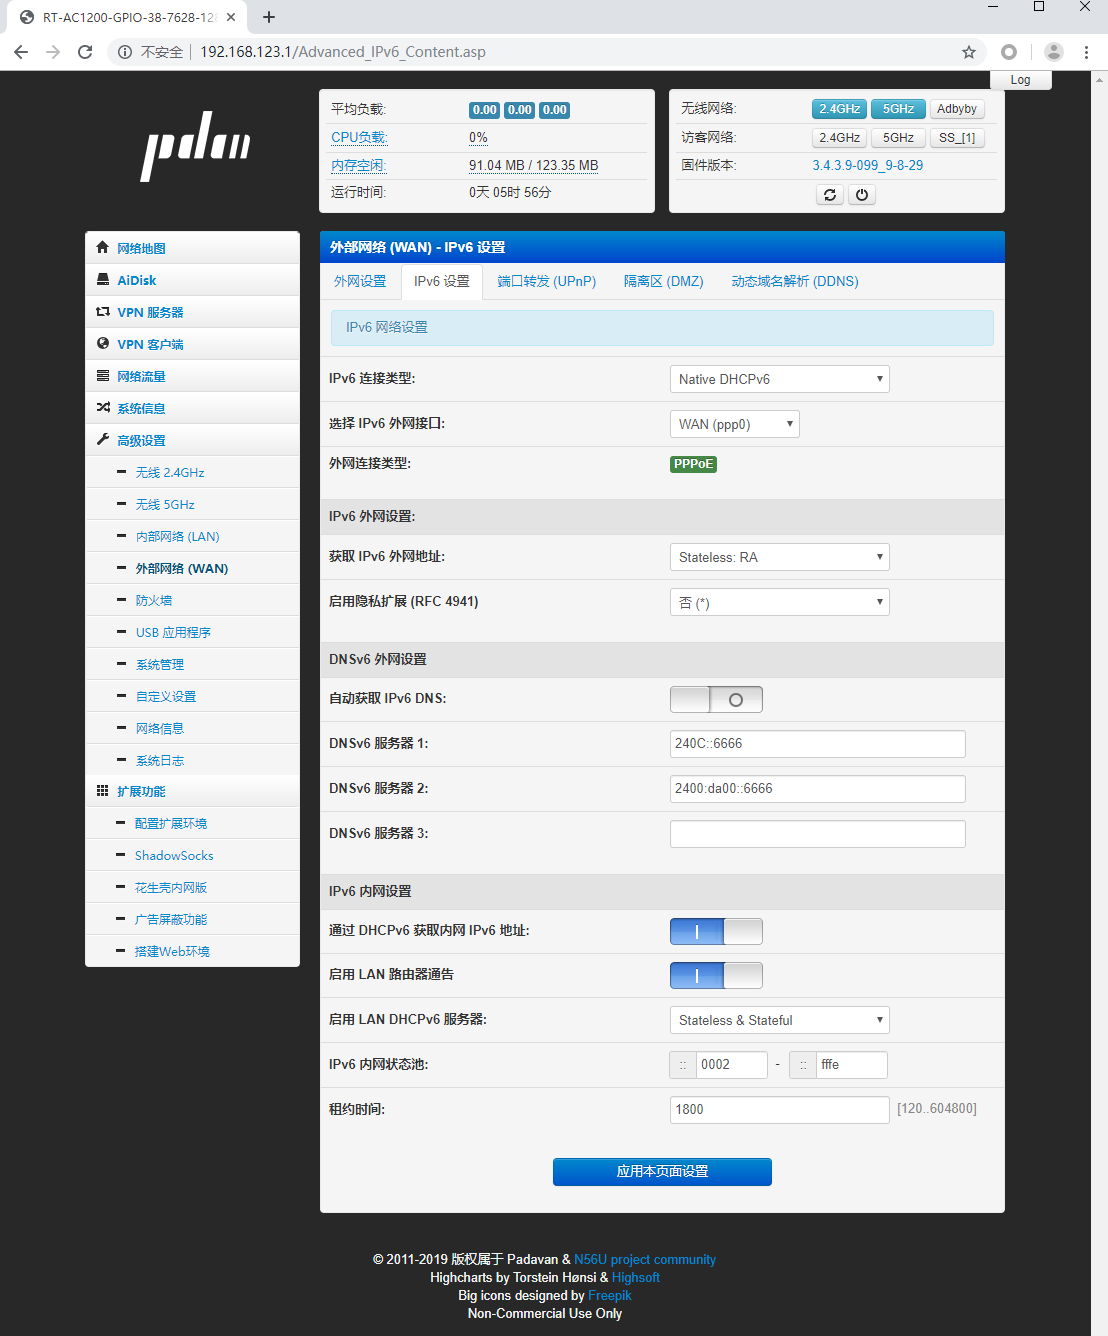 RT-AC1200-GPIO-38-7628-128
不安全 | 192.168.123.1/Advanced_IPv6_Content.asp
Log
pdan
平均负载: 0.00 0.00 0.00
CPU负载: 0%
内存空闲: 91.04 MB / 123.35 MB
运行时间: 0天 05时 56分
无线网络: 2.4GHz 5GHz Adbyby
访客网络: 2.4GHz 5GHz SS_[1]
固件版本: 3.4.3.9-099_9-8-29
网络地图
AiDisk
VPN 服务器
VPN 客户端
网络流量
系统信息
高级设置
无线 2.4GHz
无线 5GHz
内部网络 (LAN)
外部网络 (WAN)
防火墙
USB 应用程序
系统管理
自定义设置
网络信息
系统日志
扩展功能
配置扩展环境
ShadowSocks
花生壳内网版
广告屏蔽功能
搭建Web环境
外部网络 (WAN) - IPv6 设置
外网设置 IPv6 设置 端口转发 (UPnP) 隔离区 (DMZ) 动态域名解析 (DDNS)
IPv6 网络设置
IPv6 连接类型: Native DHCPv6
选择 IPv6 外网接口: WAN (ppp0)
外网连接类型: PPPoE
IPv6 外网设置:
获取 IPv6 外网地址: Stateless: RA
启用隐私扩展 (RFC 4941) 否 (*)
DNSv6 外网设置
自动获取 IPv6 DNS:
DNSv6 服务器 1: 240C::6666
DNSv6 服务器 2: 2400:da00::6666
DNSv6 服务器 3:
IPv6 内网设置
通过 DHCPv6 获取内网 IPv6 地址:
启用 LAN 路由器通告
启用 LAN DHCPv6 服务器: Stateless & Stateful
IPv6 内网状态池: :: 0002 - :: fffe
租约时间: 1800 [120..604800]
应用本页面设置
© 2011-2019 版权属于 Padavan & N56U project community
Highcharts by Torstein Hønsi & Highsoft
Big icons designed by Freepik
Non-Commercial Use Only